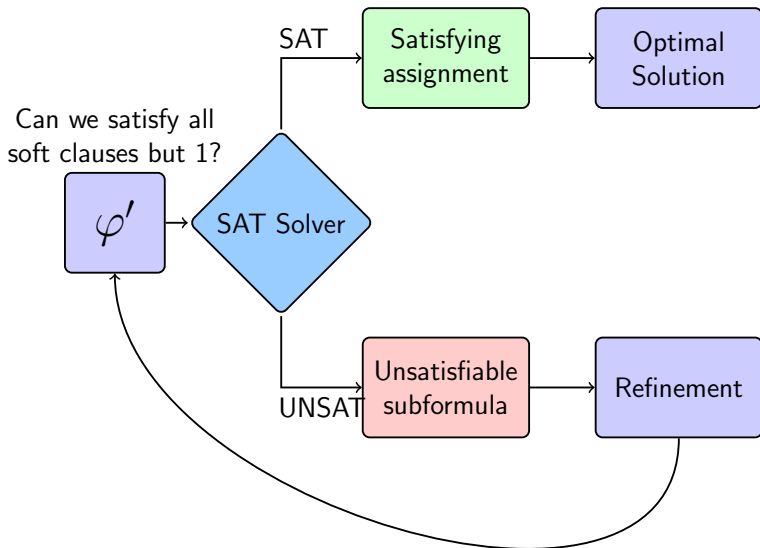 SAT
Satisfying
assignment
Optimal
Solution
Can we satisfy all
soft clauses but 1?
φ′
SAT Solver
UNSAT
Unsatisfiable
subformula
Refinement